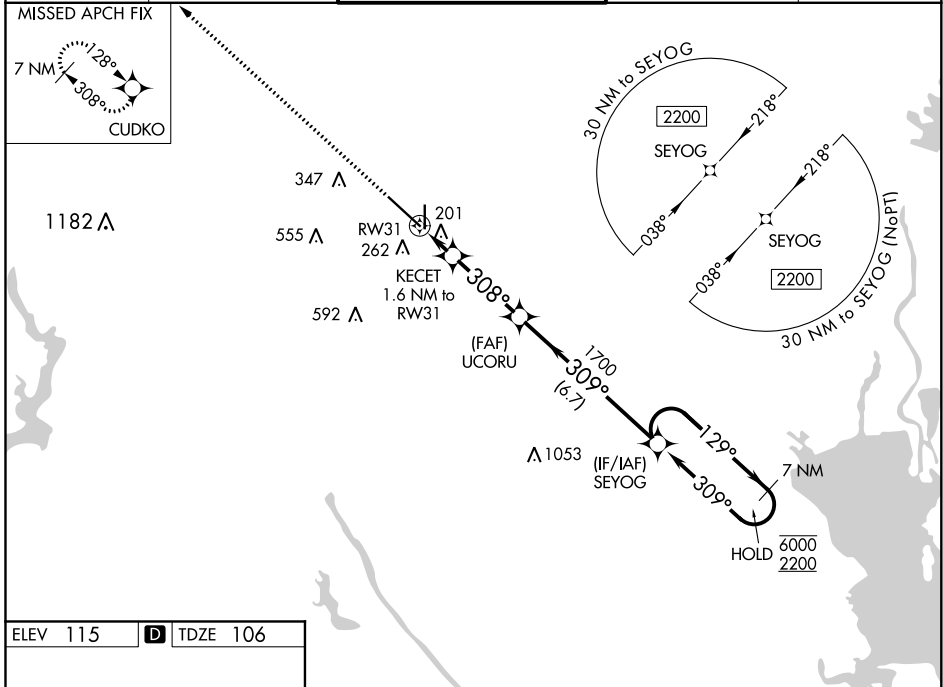 MISSED APCH FIX
7 NM
128°
308°
CUDKO
30 NM to SEYOG
2200
218°
SEYOG
038°
218°
SEYOG
038°
2200
30 NM to SEYOG (NoPT)
347
1182
555
RW31
201
262
KECET
1.6 NM to
RW31
308°
592
(FAF)
UCORU
1700
309°
(6.7)
1053
(IF/IAF)
SEYOG
129°
7 NM
309°
HOLD
6000
2200
ELEV 115 D TDZE 106